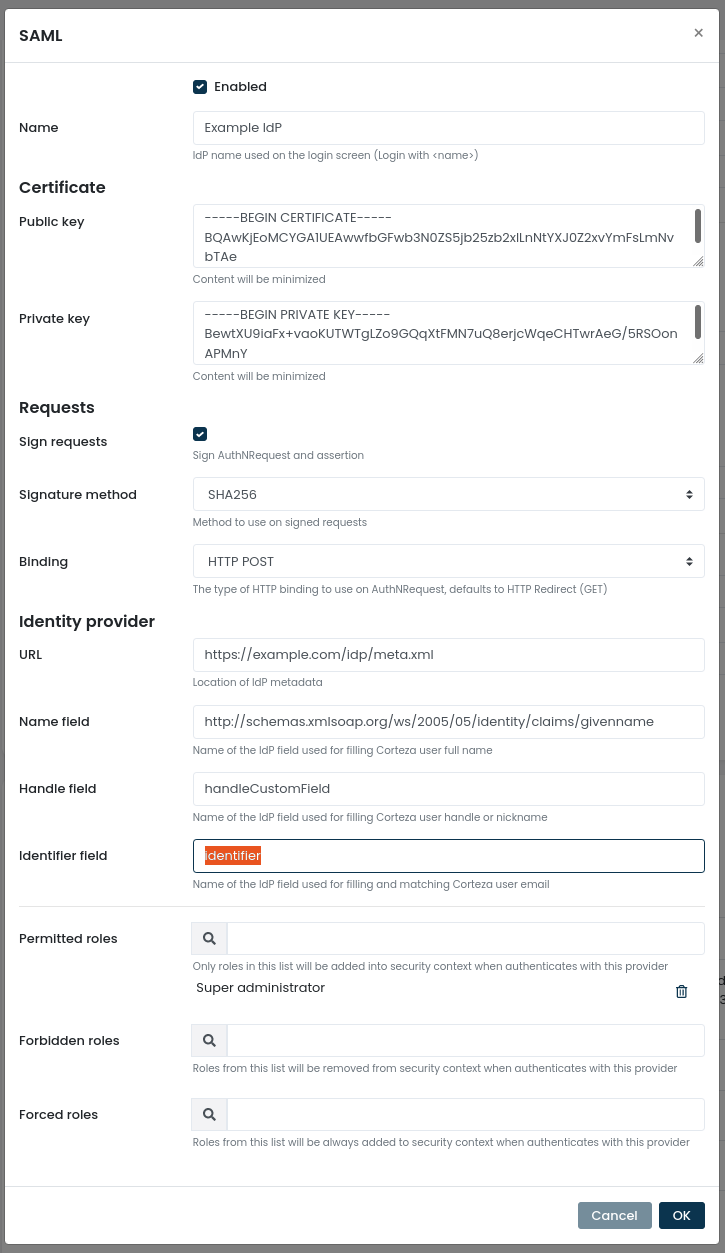 SAML
×
Enabled
Name
Example IdP
IdP name used on the login screen (Login with <name>)
Certificate
Public key
-----BEGIN CERTIFICATE-----
BQAwKjEoMCYGA1UEAwwfbGFwb3N0ZS5jb25zb2xlLnNtYXJ0Z2xvYmFsLmNv
bTAe
Content will be minimized
Private key
-----BEGIN PRIVATE KEY-----
BewtXU9iaFx+vaoKUTWTgLZo9GQqXtFMN7uQ8erjcWqeCHTwrAeG/5RSOon
APMnY
Content will be minimized
Requests
Sign requests
Sign AuthNRequest and assertion
Signature method
SHA256
Method to use on signed requests
Binding
HTTP POST
The type of HTTP binding to use on AuthNRequest, defaults to HTTP Redirect (GET)
Identity provider
URL
https://example.com/idp/meta.xml
Location of IdP metadata
Name field
http://schemas.xmlsoap.org/ws/2005/05/identity/claims/givenname
Name of the IdP field used for filling Corteza user full name
Handle field
handleCustomField
Name of the IdP field used for filling Corteza user handle or nickname
Identifier field
identifier
Name of the IdP field used for filling and matching Corteza user email
Permitted roles
Only roles in this list will be added into security context when authenticates with this provider
Super administrator
Forbidden roles
Roles from this list will be removed from security context when authenticates with this provider
Forced roles
Roles from this list will be always added to security context when authenticates with this provider
Cancel
OK